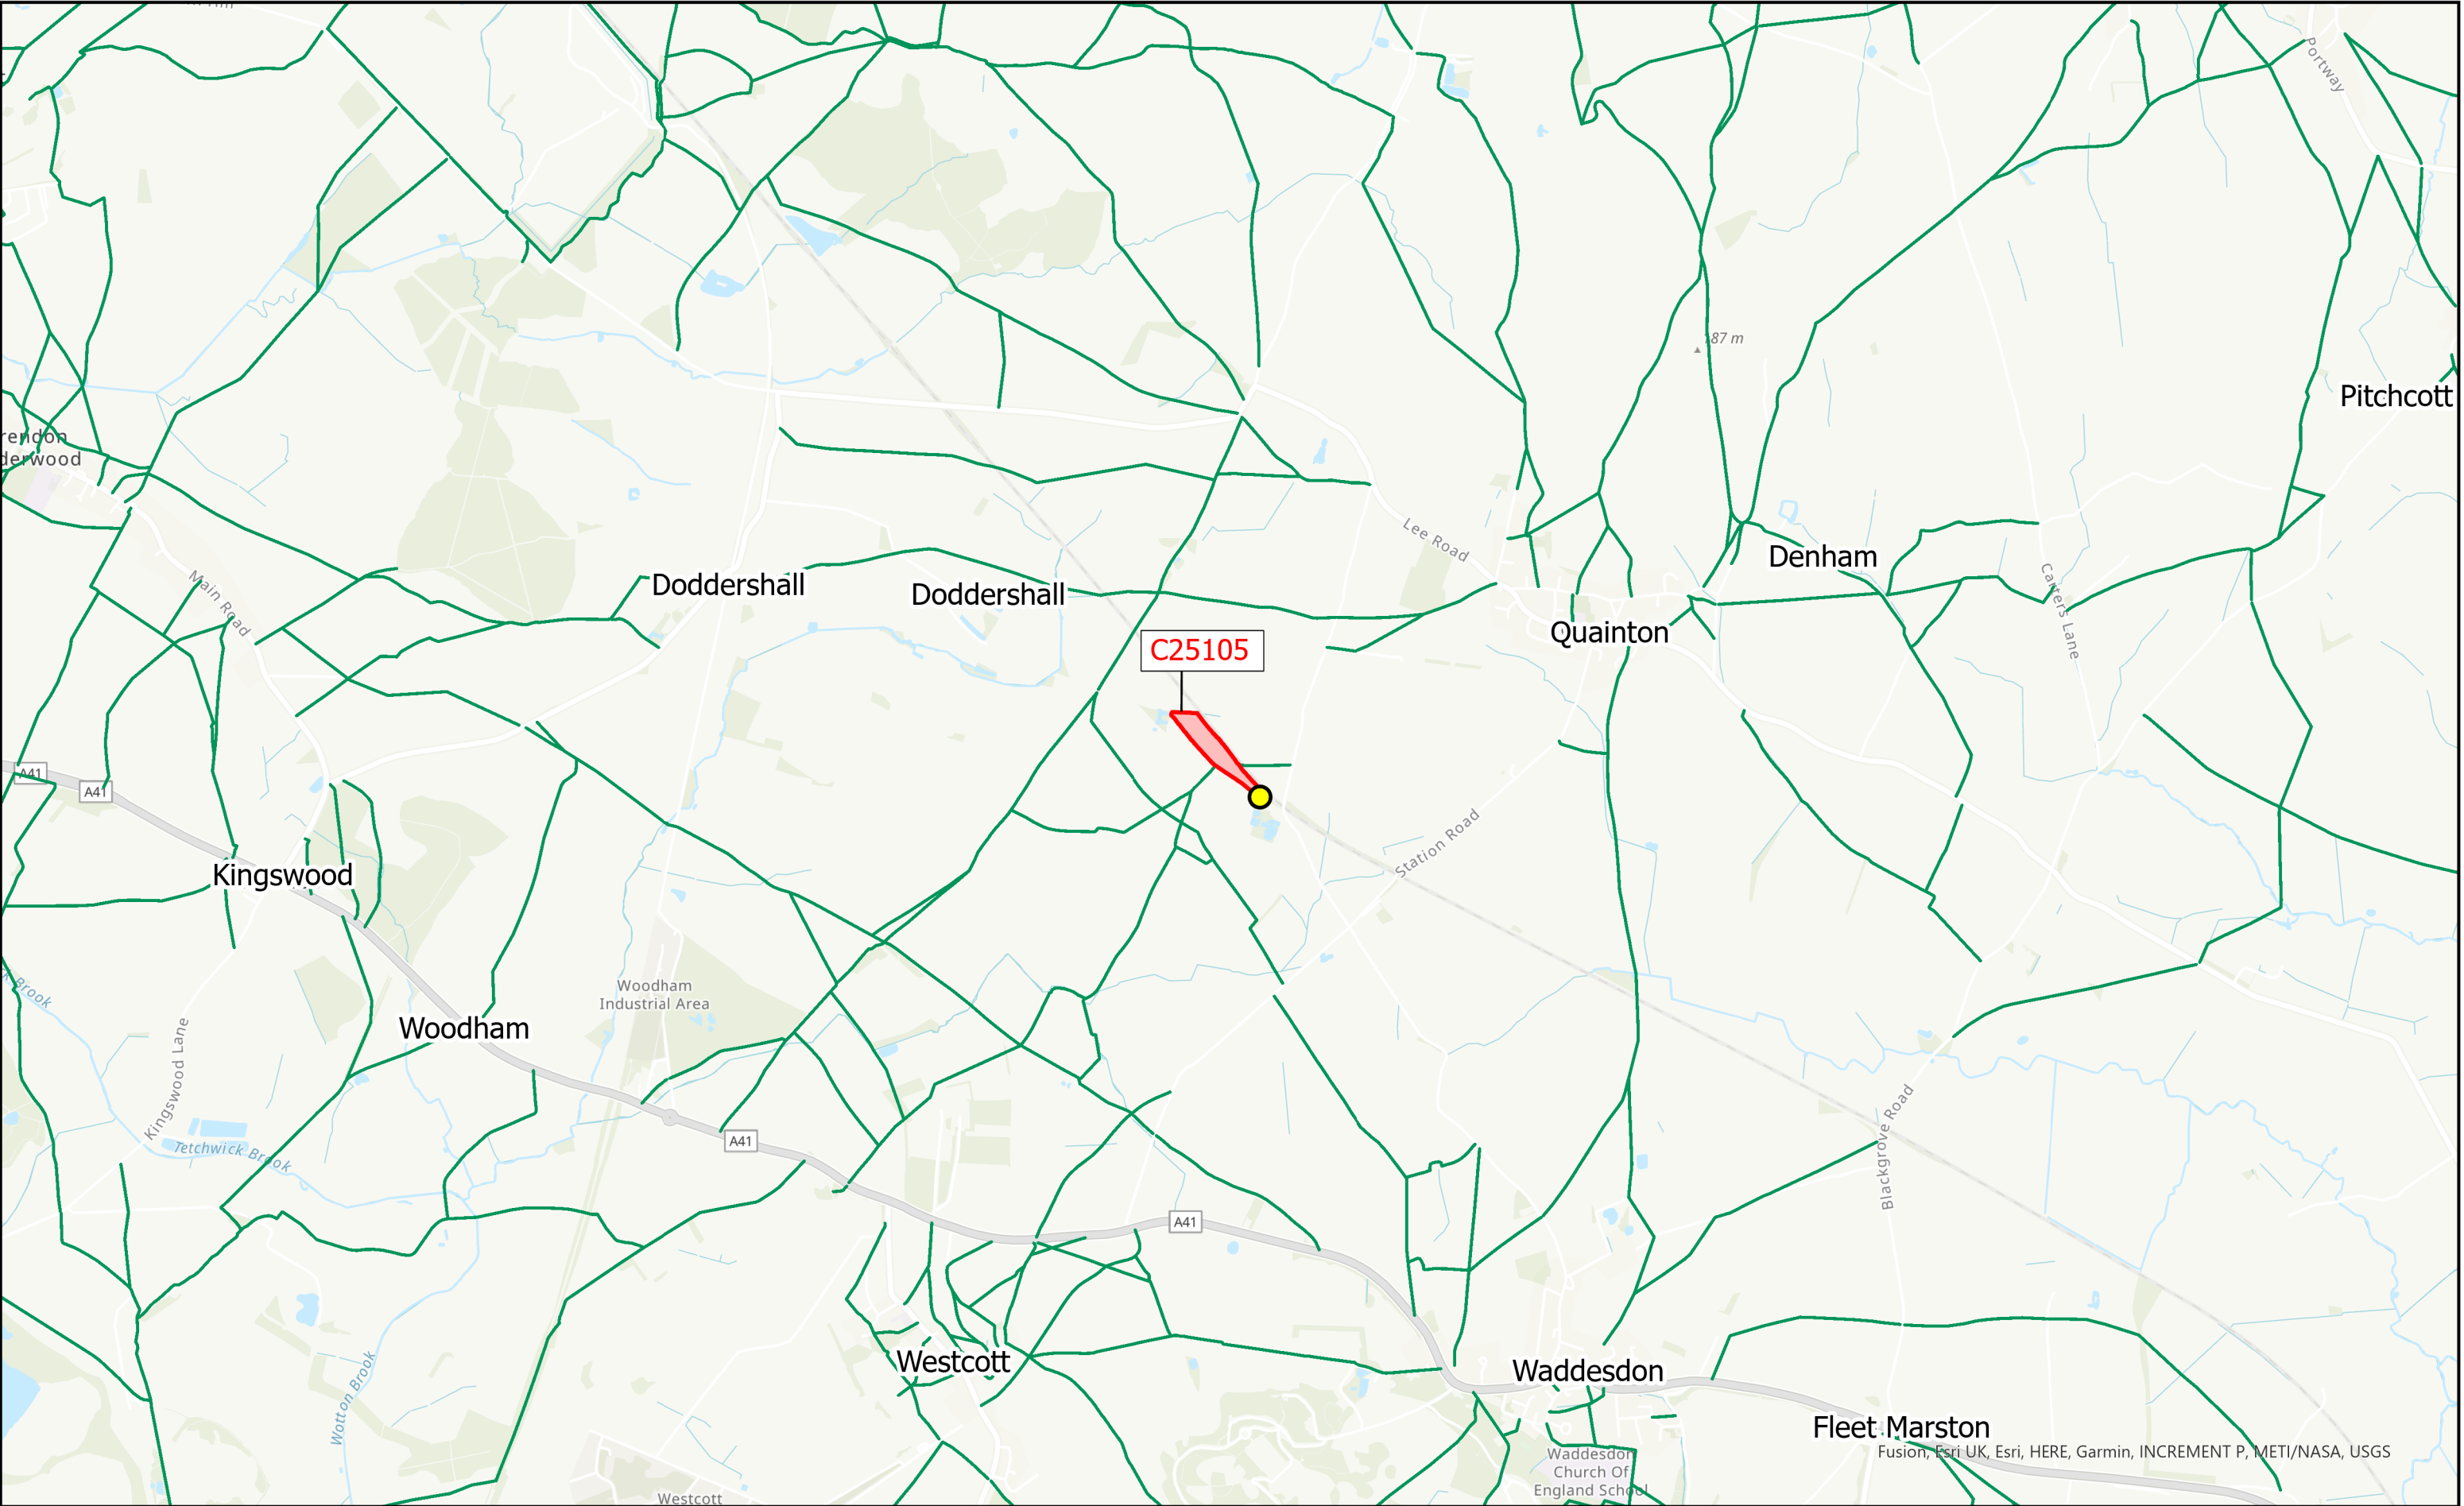 Portway
87 m
Pitchcott
Lee Road
Denham
Main Road
Doddershall
Doddershall
Carters Lane
Quainton
C25105
A41
A41
Station Road
Kingswood
Brook
Woodham
Industrial Area
Woodham
Kingswood Lane
Tetchwick Brook
A41
Blackgrove Road
A41
Wotton Brook
Westcott
Waddesdon
Fleet Marston
Fusion, Esri UK, Esri, HERE, Garmin, INCREMENT P, METI/NASA, USGS
Waddesdon
Church Of
England School
Westcott